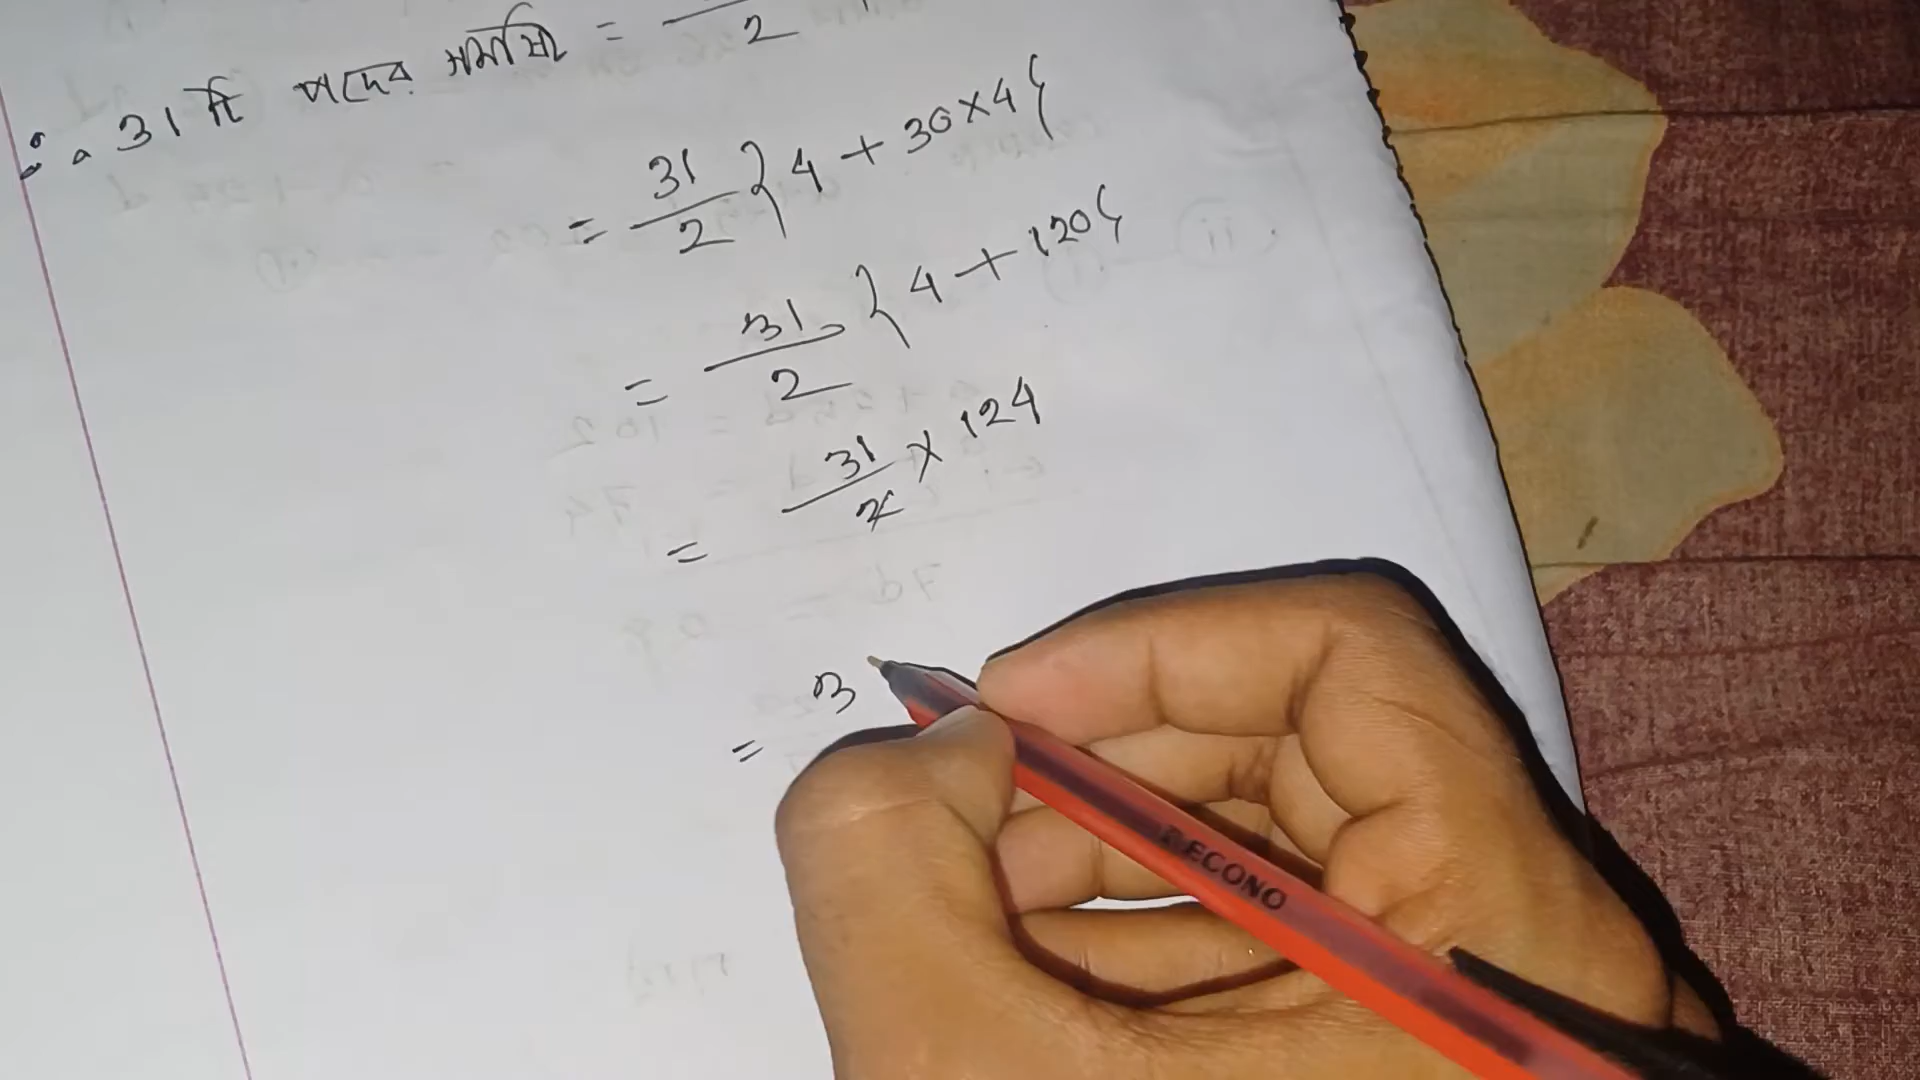 ∴ 31 টি পদের সমষ্টি = /2
= 31/2 }4 + 30×4{
= 31/2 }4 + 120{
= 31/2 × 124
= 3
ECONO